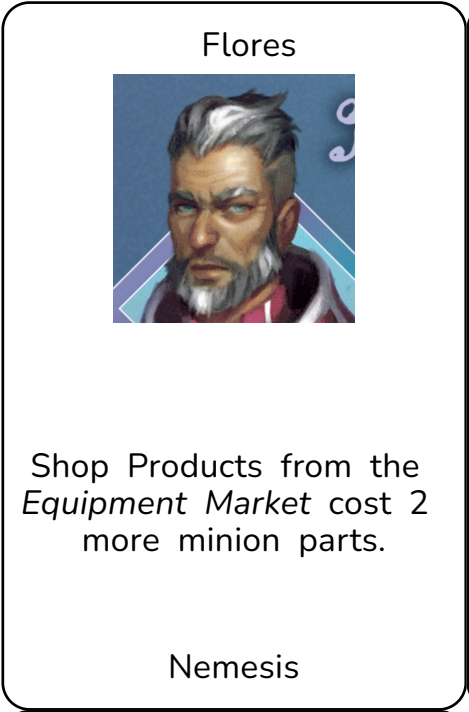 Flores
Shop Products from the
Equipment Market cost 2
more minion parts.
Nemesis